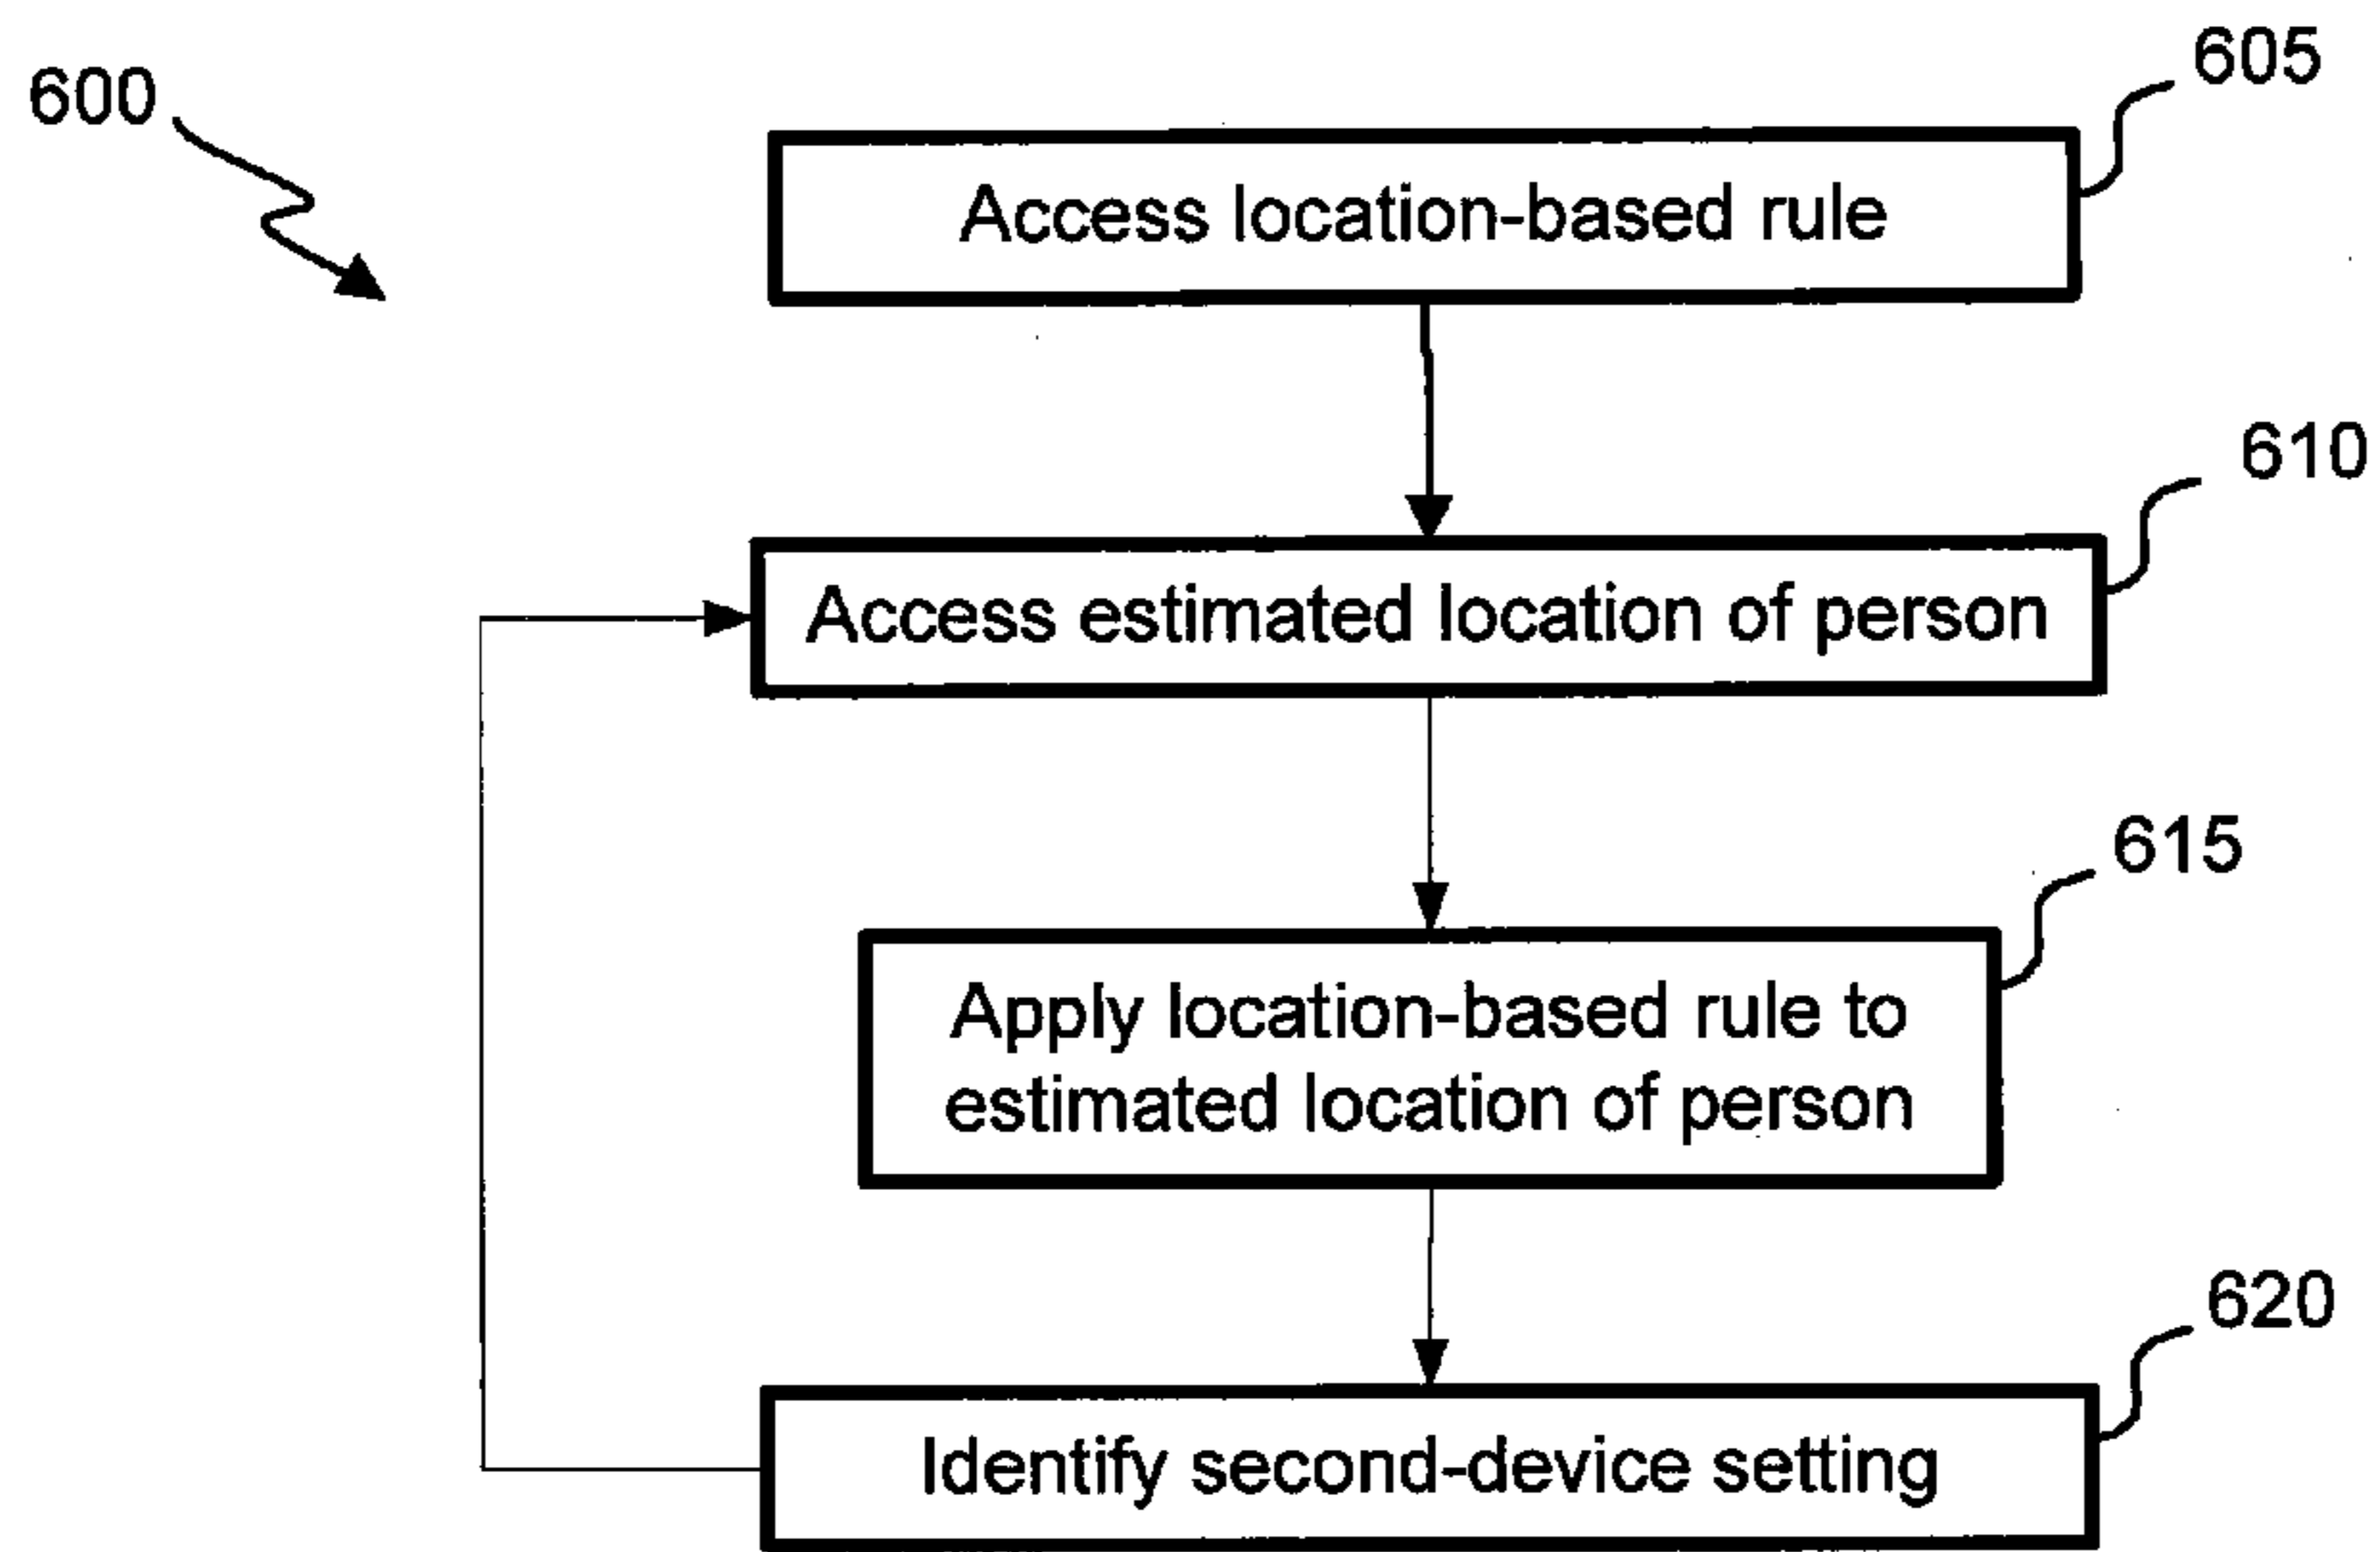 600
605
Access location-based rule
610
Access estimated location of person
615
Apply location-based rule to
estimated location of person
620
Identify second-device setting